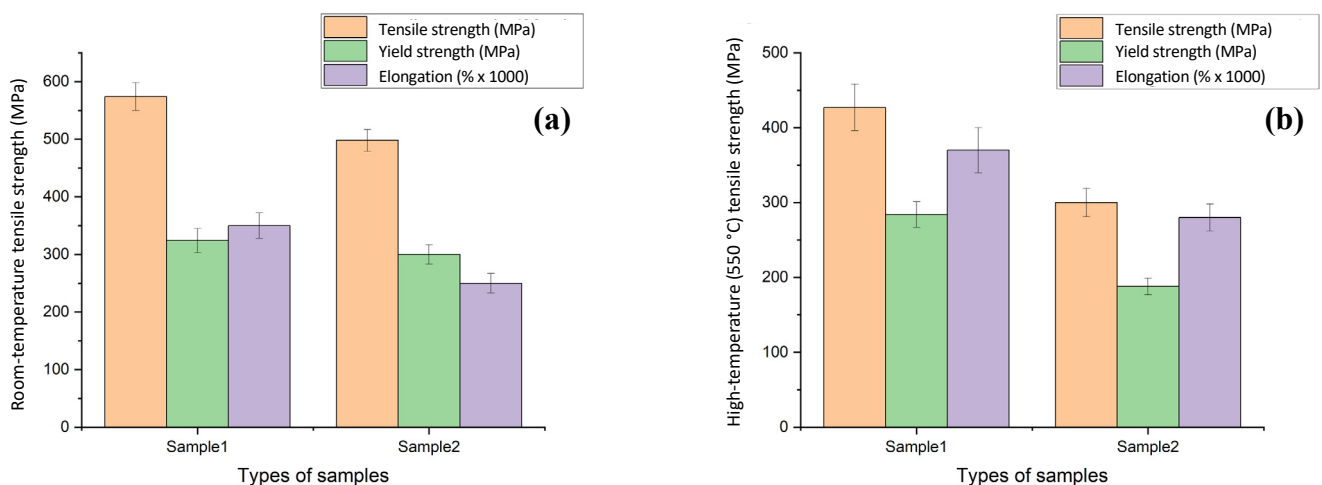 Tensile strength (MPa)
Yield strength (MPa)
Elongation (% x 1000)
(a)
Room-temperature tensile strength (MPa)
600
500
400
300
200
100
0
Sample1 Sample2
Types of samples
Tensile strength (MPa)
Yield strength (MPa)
Elongation (% x 1000)
(b)
High-temperature (550 °C) tensile strength (MPa)
500
400
300
200
100
0
Sample1 Sample2
Types of samples